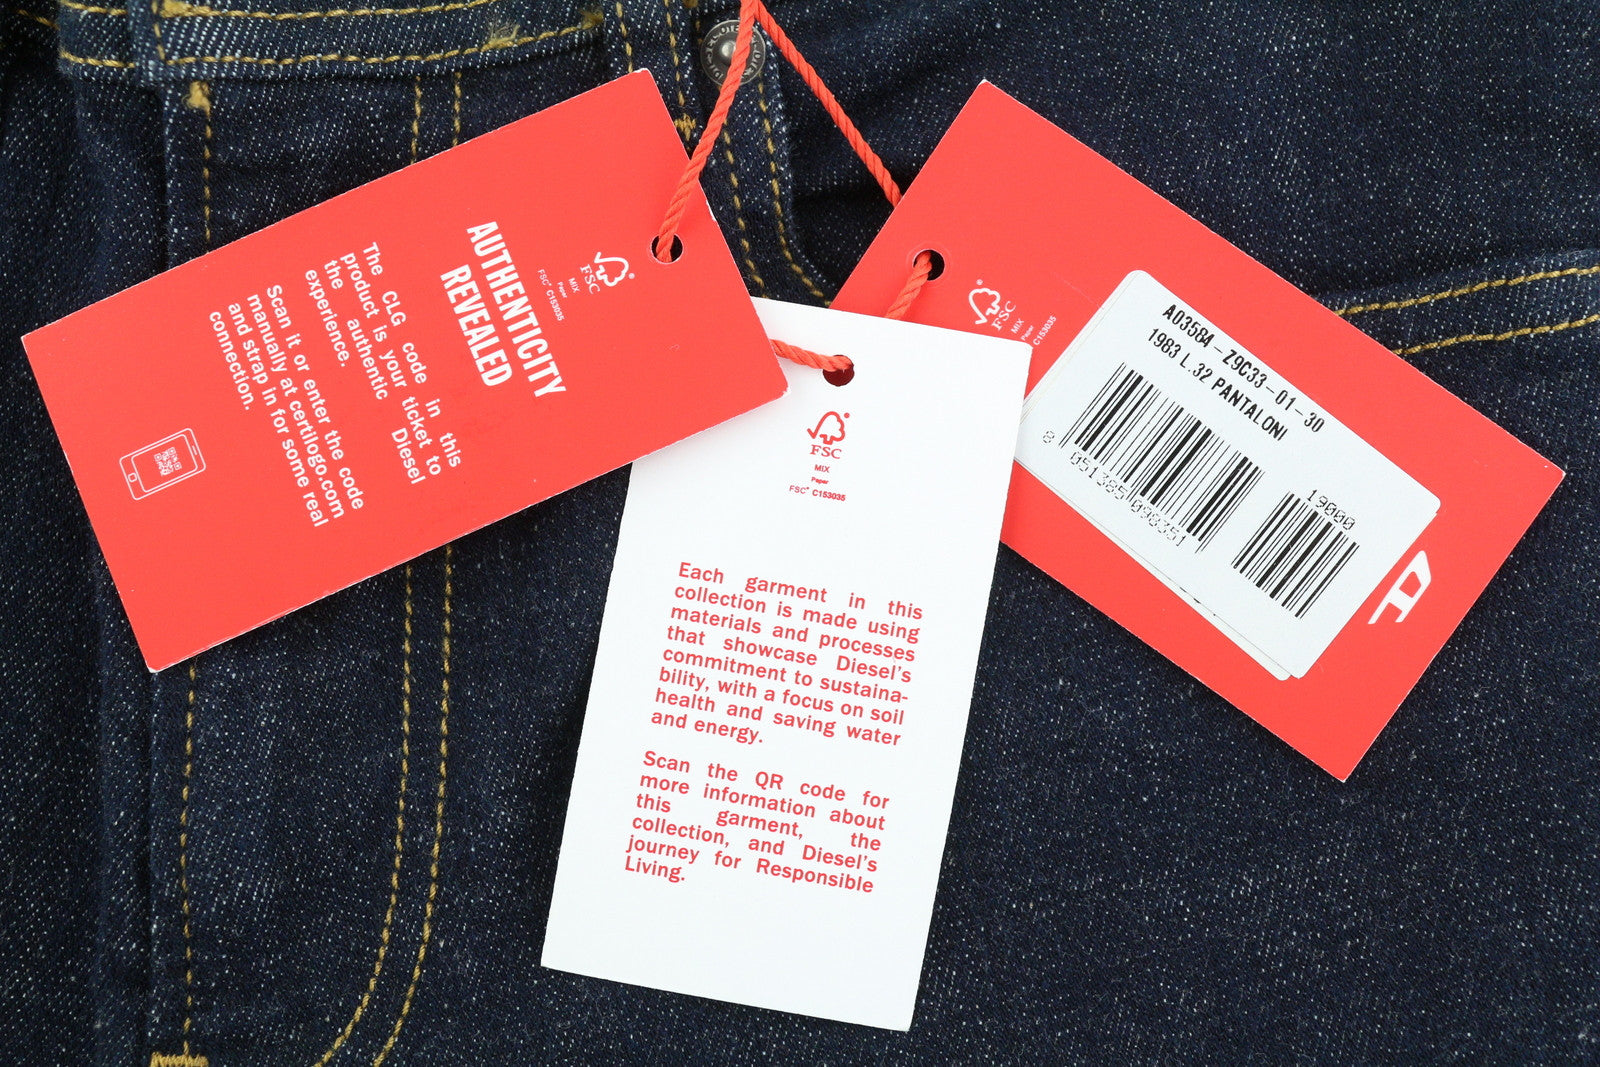 AUTHENTICITY
REVEALED
The CLG code in this
product is your ticket to
the authentic Diesel
experience.
Scan it or enter the code
manually at certilogo.com
and strap in for some real
connection.
FSC
MIX
Paper
FSC® C153035
FSC
MIX
Paper
FSC® C153035
Each garment in this
collection is made using
materials and processes
that showcase Diesel's
commitment to sustaina-
bility, with a focus on soil
health and saving water
and energy.
Scan the QR code for
more information about
this garment, the
collection, and Diesel's
journey for Responsible
Living.
FSC
MIX
Paper
C153035
A03584-Z9C33-01-30
1983 L.32 PANTALONI
19000
D